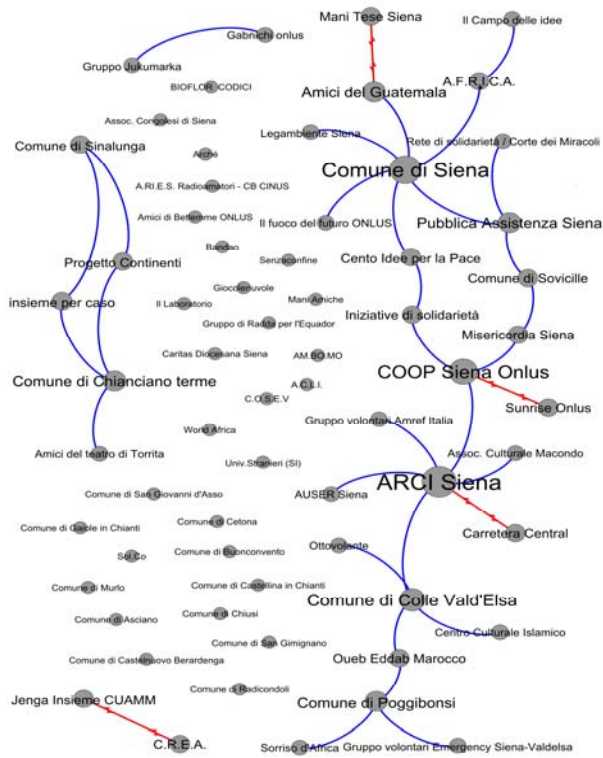 Mani Tese Siena
Il Campo delle idee
Gabnichi onlus
Gruppo Jukumarka
A.F.R.I.C.A.
BIOFLOR CODICI
Amici del Guatemala
Assoc. Congolesi di Siena
Legambiente Siena
Rete di solidarietà / Corte dei Miracoli
Comune di Sinalunga
Archè
Comune di Siena
A.RI.E.S. Radioamatori - CB CINUS
Amici di Betlemme ONLUS
Il fuoco del futuro ONLUS
Pubblica Assistenza Siena
Bandao
Senzaconfine
Cento Idee per la Pace
Progetto Continenti
Comune di Sovicille
Giocolenuvole
insieme per caso
Il Laboratorio
Mani Amiche
Iniziative di solidarietà
Gruppo di Radda per l'Equador
Misericordia Siena
Caritas Diocesana Siena
AM.BO.MO
COOP Siena Onlus
Comune di Chianciano terme
A.C.L.I.
C.O.S.E.V
Sunrise Onlus
Gruppo volontari Amref Italia
World Africa
Amici del teatro di Torrita
Assoc. Culturale Macondo
Univ.Stranieri (SI)
ARCI Siena
Comune di San Giovanni d'Asso
AUSER Siena
Comune di Gaiole in Chianti
Comune di Cetona
Carretera Central
Ottovolante
Sol.Co
Comune di Buonconvento
Comune di Murlo
Comune di Castellina in Chianti
Comune di Colle Vald'Elsa
Comune di Asciano
Comune di Chiusi
Centro Culturale Islamico
Comune di San Gimignano
Comune di Castelnuovo Berardenga
Oueb Eddab Marocco
Comune di Radicondoli
Jenga Insieme CUAMM
Comune di Poggibonsi
C.R.E.A.
Sorriso d'Africa
Gruppo volontari Emergency Siena-Valdelsa